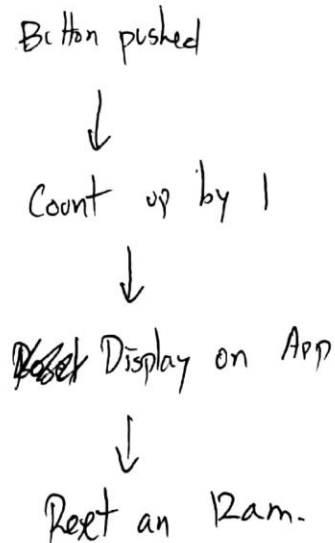 Button pushed
Count up by 1
Display on App
Reset an 12am.